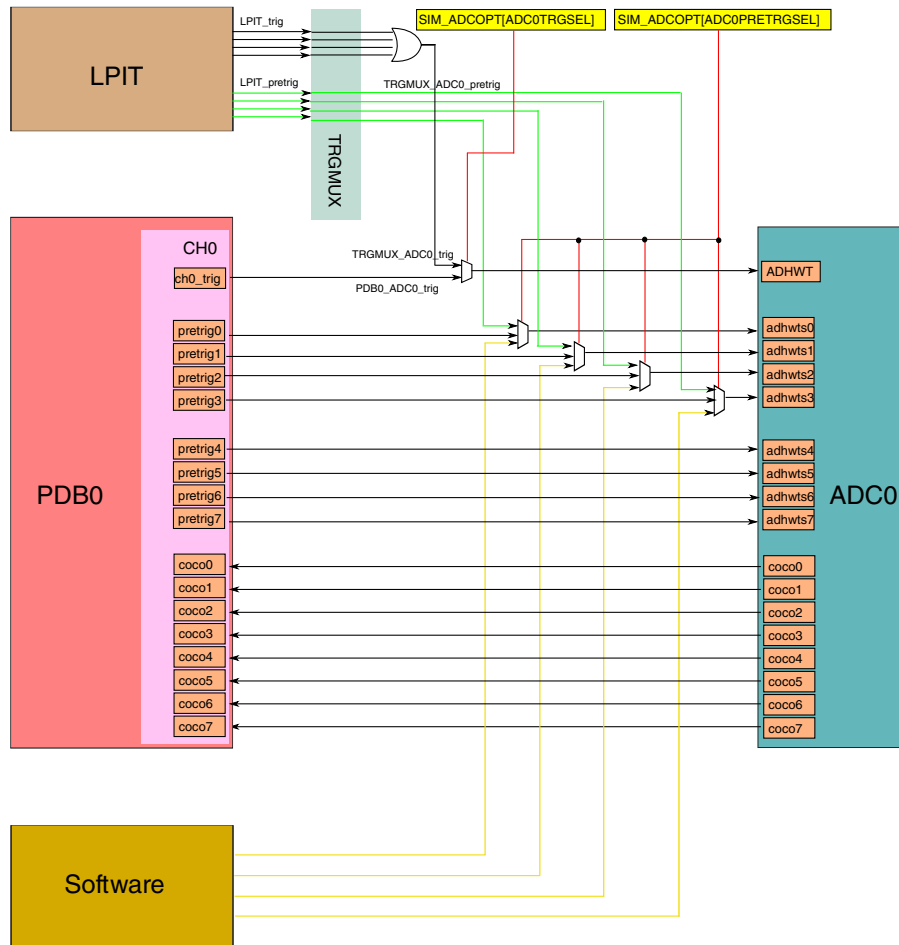 LPIT_trig
SIM_ADCOPT[ADC0TRGSEL]
SIM_ADCOPT[ADC0PRETRGSEL]
LPIT
LPIT_pretrig
TRGMUX_ADC0_pretrig
TRGMUX
CH0
TRGMUX_ADC0_trig
ch0_trig
ADHWT
PDB0_ADC0_trig
pretrig0
adhwts0
pretrig1
adhwts1
pretrig2
adhwts2
pretrig3
adhwts3
pretrig4
adhwts4
pretrig5
adhwts5
PDB0
pretrig6
adhwts6
ADC0
pretrig7
adhwts7
coco0
coco0
coco1
coco1
coco2
coco2
coco3
coco3
coco4
coco4
coco5
coco5
coco6
coco6
coco7
coco7
Software